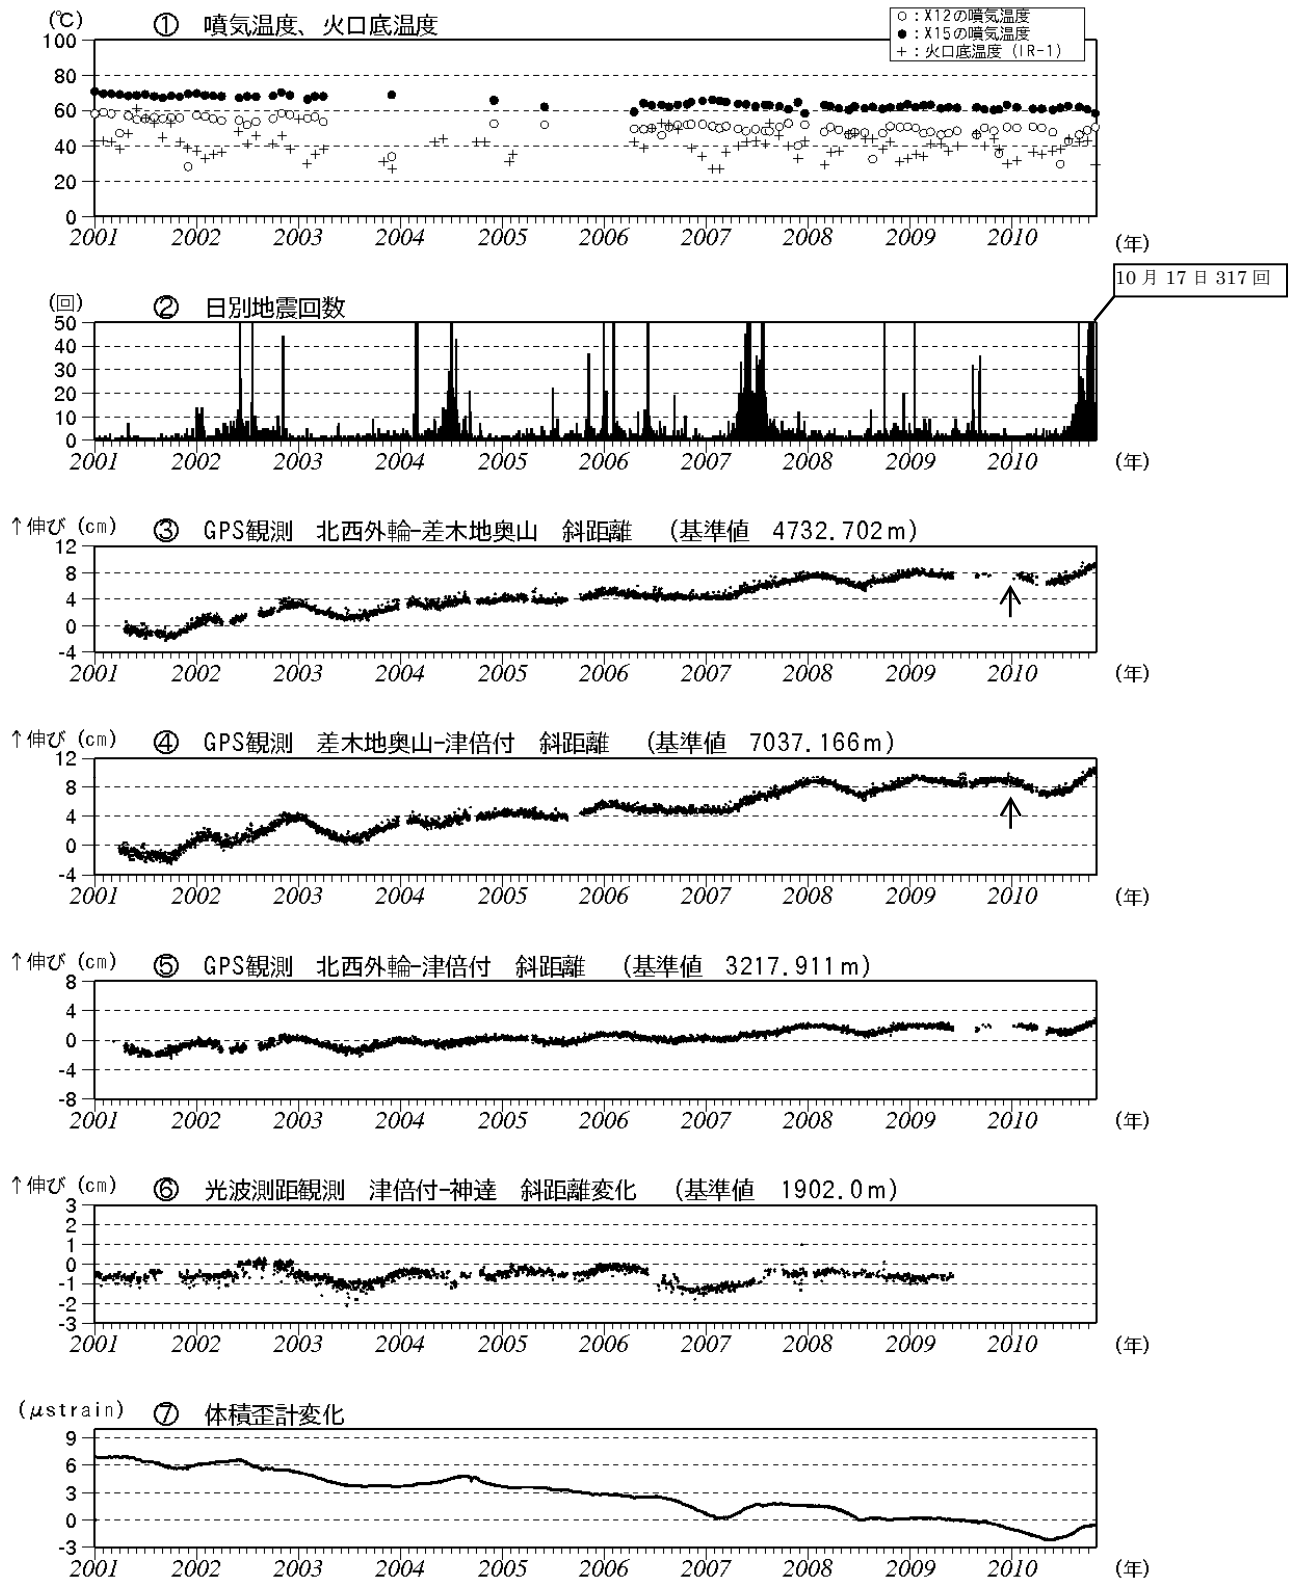 (℃) ① 噴気温度、火口底温度
○ : X12の噴気温度
● : X15の噴気温度
+ : 火口底温度 (IR-1)
100
80
60
40
20
0
2001 2002 2003 2004 2005 2006 2007 2008 2009 2010 (年)
10 月 17 日 317 回
(回) ② 日別地震回数
50
40
30
20
10
0
2001 2002 2003 2004 2005 2006 2007 2008 2009 2010 (年)
↑伸び (cm) ③ GPS観測 北西外輪-差木地奥山 斜距離 (基準値 4732.702m)
12
8
4
0
-4
2001 2002 2003 2004 2005 2006 2007 2008 2009 2010 (年)
↑伸び (cm) ④ GPS観測 差木地奥山-津倍付 斜距離 (基準値 7037.166m)
12
8
4
0
-4
2001 2002 2003 2004 2005 2006 2007 2008 2009 2010 (年)
↑伸び (cm) ⑤ GPS観測 北西外輪-津倍付 斜距離 (基準値 3217.911m)
8
4
0
-4
-8
2001 2002 2003 2004 2005 2006 2007 2008 2009 2010 (年)
↑伸び (cm) ⑥ 光波測距観測 津倍付-神達 斜距離変化 (基準値 1902.0m)
3
2
1
0
-1
-2
-3
2001 2002 2003 2004 2005 2006 2007 2008 2009 2010 (年)
(μstrain) ⑦ 体積歪計変化
9
6
3
0
-3
2001 2002 2003 2004 2005 2006 2007 2008 2009 2010 (年)